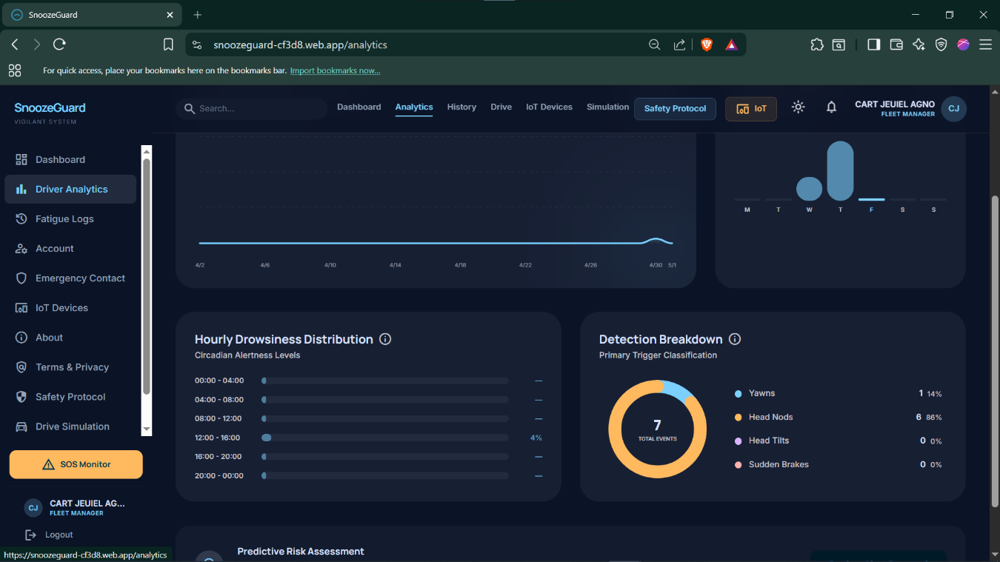 SnoozeGuard
snoozeguard-cf3d8.web.app/analytics
For quick access, place your bookmarks here on the bookmarks bar. Import bookmarks now...
SnoozeGuard
VIGILANT SYSTEM
Search...
Dashboard
Analytics
History
Drive
IoT Devices
Simulation
Safety Protocol
IoT
CART JEUIEL AGNO
FLEET MANAGER
CJ
Dashboard
Driver Analytics
Fatigue Logs
Account
Emergency Contact
IoT Devices
About
Terms & Privacy
Safety Protocol
Drive Simulation
SOS Monitor
CJ
CART JEUIEL AG...
FLEET MANAGER
Logout
https://snoozeguard-cf3d8.web.app/analytics
4/2 4/6 4/10 4/14 4/18 4/22 4/26 4/30 5/1
M T W T F S S
Hourly Drowsiness Distribution
Circadian Alertness Levels
00:00 - 04:00 —
04:00 - 08:00 —
08:00 - 12:00 —
12:00 - 16:00 4%
16:00 - 20:00 —
20:00 - 00:00 —
Detection Breakdown
Primary Trigger Classification
7
TOTAL EVENTS
Yawns 1 14%
Head Nods 6 86%
Head Tilts 0 0%
Sudden Brakes 0 0%
Predictive Risk Assessment